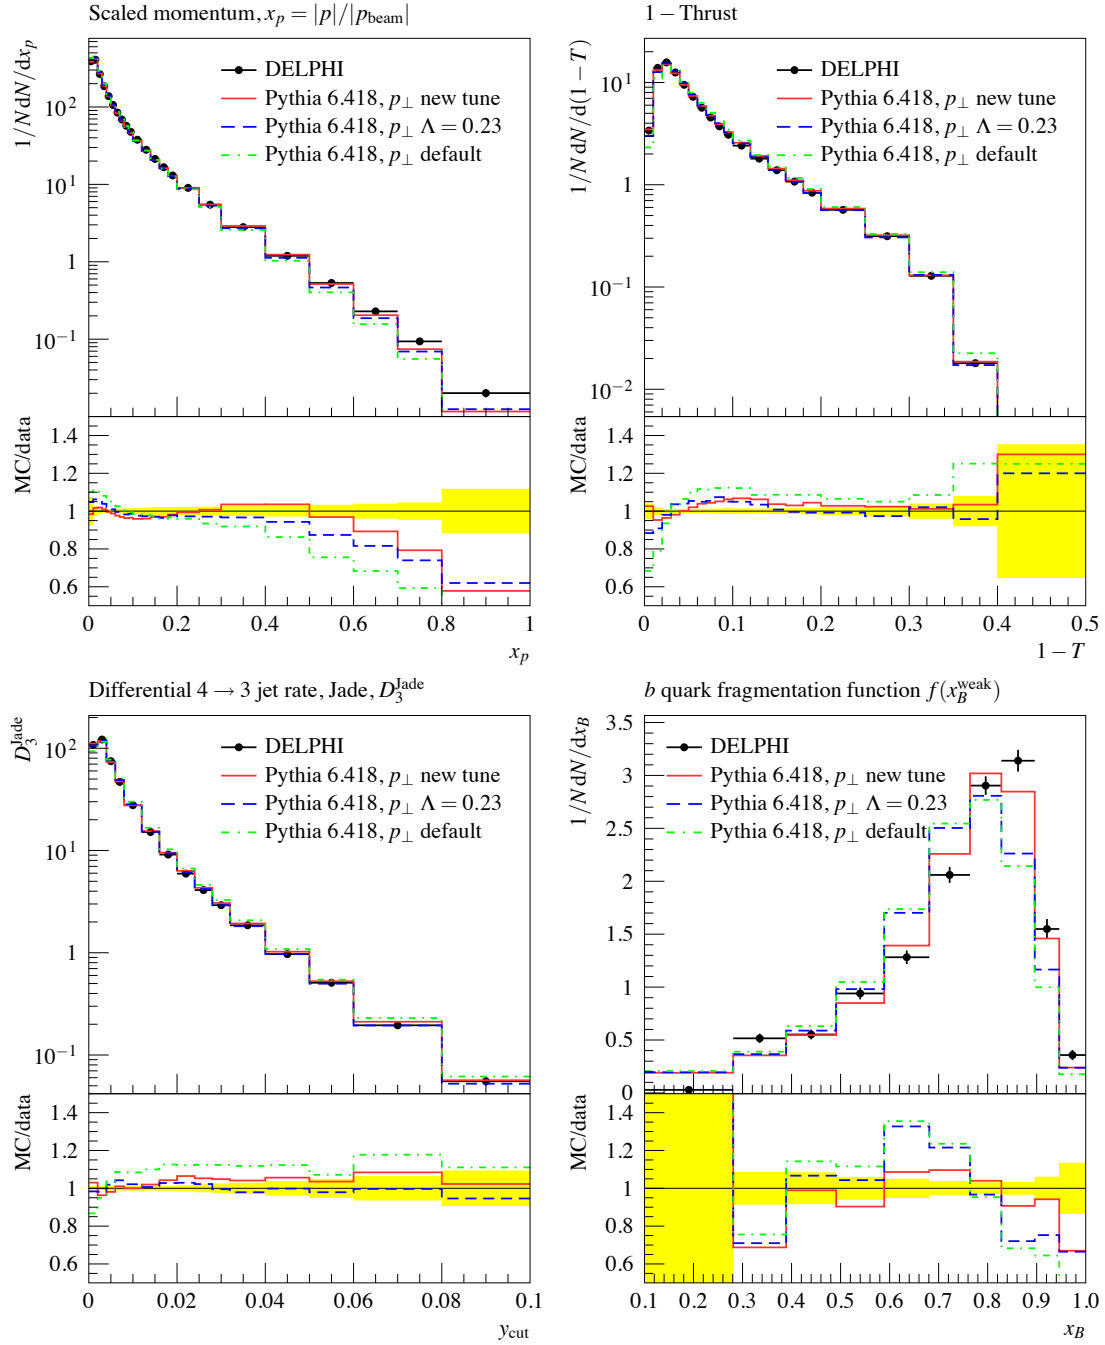 Scaled momentum, x_p = |p|/|p_beam|
1/N dN/dx_p
DELPHI
Pythia 6.418, p⊥ new tune
Pythia 6.418, p⊥ Λ = 0.23
Pythia 6.418, p⊥ default
10^2
10^1
1
10^−1
MC/data
1.4
1.2
1.0
0.8
0.6
0 0.2 0.4 0.6 0.8 1
x_p
1 − Thrust
1/N dN/d(1 − T)
DELPHI
Pythia 6.418, p⊥ new tune
Pythia 6.418, p⊥ Λ = 0.23
Pythia 6.418, p⊥ default
10^1
1
10^−1
10^−2
MC/data
1.4
1.2
1
0.8
0.6
0 0.1 0.2 0.3 0.4 0.5
1 − T
Differential 4 → 3 jet rate, Jade, D_3^Jade
D_3^Jade
DELPHI
Pythia 6.418, p⊥ new tune
Pythia 6.418, p⊥ Λ = 0.23
Pythia 6.418, p⊥ default
10^2
10^1
1
10^−1
MC/data
1.4
1.2
1.0
0.8
0.6
0 0.02 0.04 0.06 0.08 0.1
y_cut
b quark fragmentation function f(x_B^weak)
1/N dN/dx_B
DELPHI
Pythia 6.418, p⊥ new tune
Pythia 6.418, p⊥ Λ = 0.23
Pythia 6.418, p⊥ default
3.5
3
2.5
2
1.5
1
0.5
0
MC/data
1.4
1.2
1
0.8
0.6
0.1 0.2 0.3 0.4 0.5 0.6 0.7 0.8 0.9 1.0
x_B